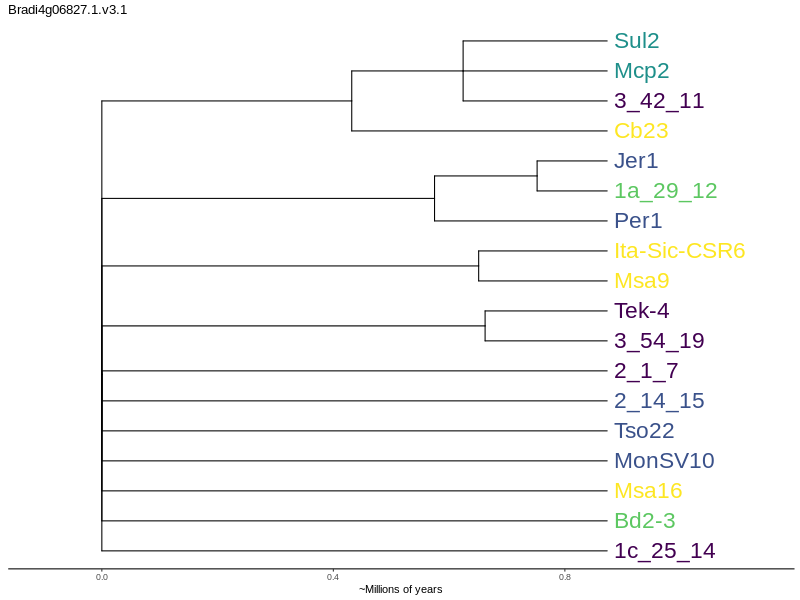 Bradi4g06827.1.v3.1
Sul2
Mcp2
3_42_11
Cb23
Jer1
1a_29_12
Per1
Ita-Sic-CSR6
Msa9
Tek-4
3_54_19
2_1_7
2_14_15
Tso22
MonSV10
Msa16
Bd2-3
1c_25_14
0.0 0.4 0.8
~Millions of years